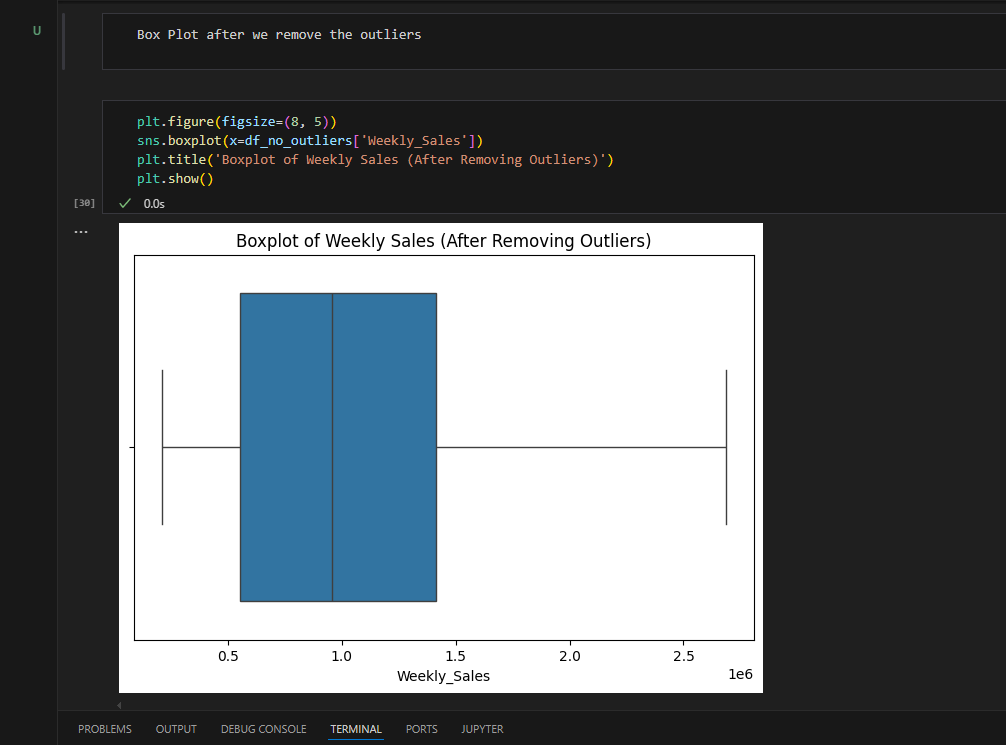 U
Box Plot after we remove the outliers
plt.figure(figsize=(8, 5))
sns.boxplot(x=df_no_outliers['Weekly_Sales'])
plt.title('Boxplot of Weekly Sales (After Removing Outliers)')
plt.show()
[30]
0.0s
...
Boxplot of Weekly Sales (After Removing Outliers)
0.5 1.0 1.5 2.0 2.5
1e6
Weekly_Sales
PROBLEMS OUTPUT DEBUG CONSOLE TERMINAL PORTS JUPYTER